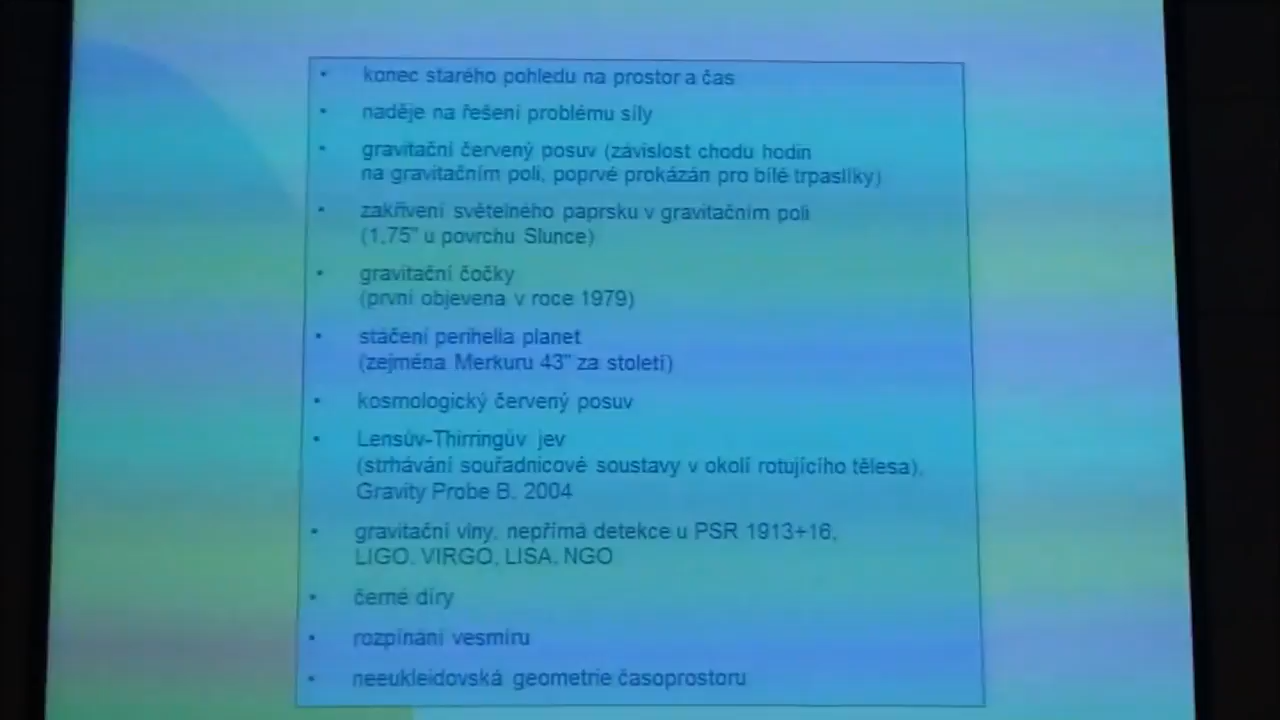 • konec starého pohledu na prostor a čas
• naděje na řešení problému síly
• gravitační červený posuv (závislost chodu hodin
na gravitačním poli, poprvé prokázán pro bílé trpaslíky)
• zakřivení světelného paprsku v gravitačním poli
(1,75" u povrchu Slunce)
• gravitační čočky
(první objevena v roce 1979)
• stáčení perihelia planet
(zejména Merkuru 43" za století)
• kosmologický červený posuv
• Lensův-Thirringův jev
(strhávání souřadnicové soustavy v okolí rotujícího tělesa),
Gravity Probe B, 2004
• gravitační vlny, nepřímá detekce u PSR 1913+16,
LIGO, VIRGO, LISA, NGO
• černé díry
• rozpínání vesmíru
• neeukleidovská geometrie časoprostoru